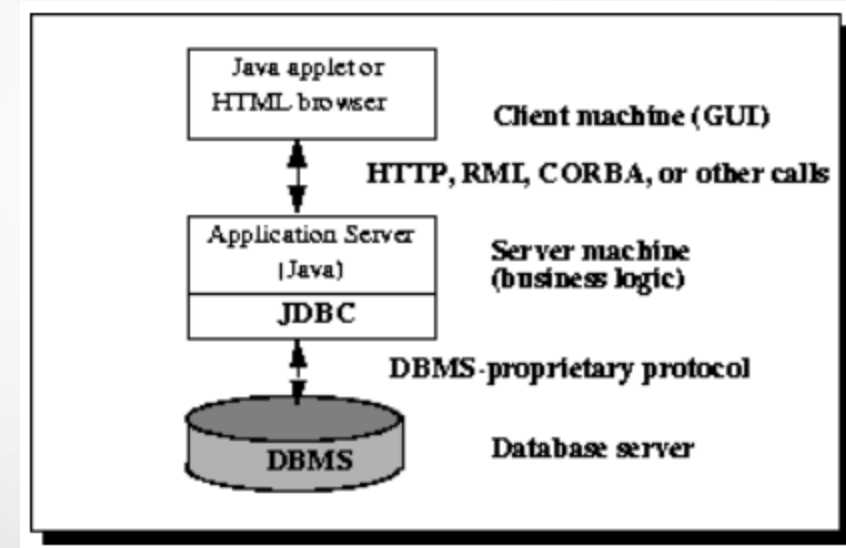 Java applet or
HTML browser
Client machine (GUI)
HTTP, RMI, CORBA, or other calls
Application Server
(Java)
Server machine
(business logic)
JDBC
DBMS-proprietary protocol
DBMS
Database server